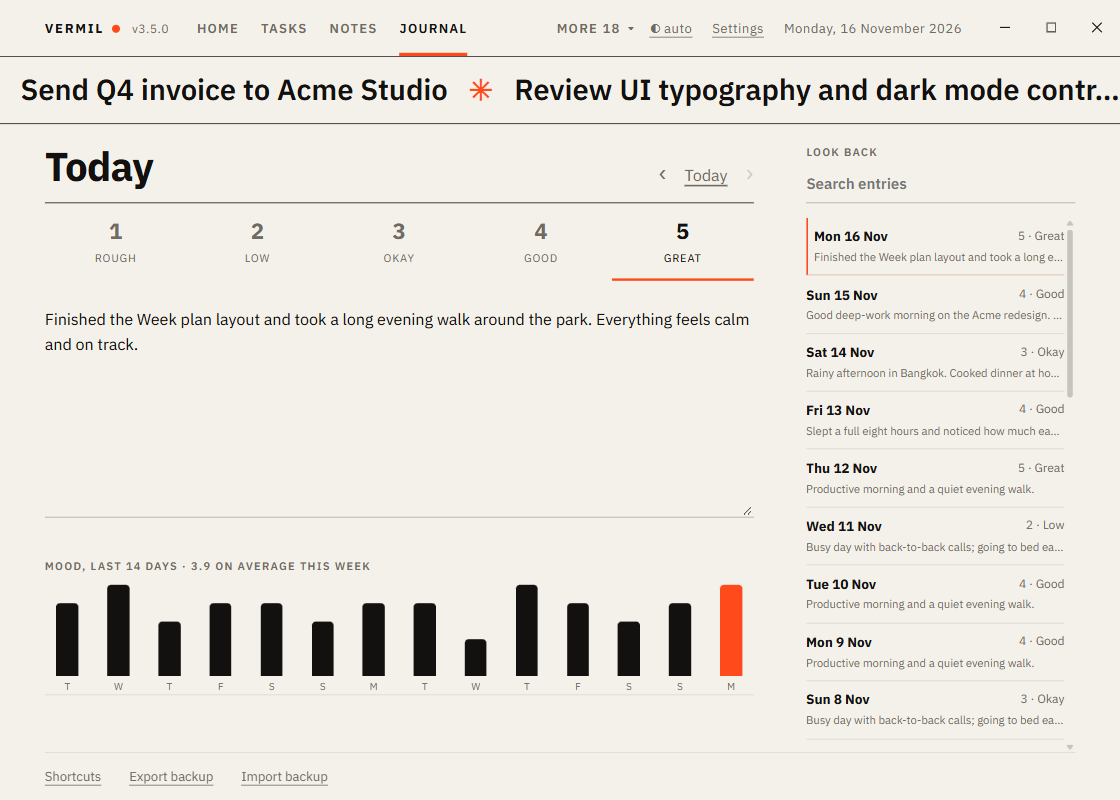 VERMIL v3.5.0 HOME TASKS NOTES JOURNAL MORE 18 auto Settings Monday, 16 November 2026
Send Q4 invoice to Acme Studio ✳ Review UI typography and dark mode contr...
Today
‹ Today ›
1 2 3 4 5
ROUGH LOW OKAY GOOD GREAT
Finished the Week plan layout and took a long evening walk around the park. Everything feels calm
and on track.
MOOD, LAST 14 DAYS · 3.9 ON AVERAGE THIS WEEK
T W T F S S M T W T F S S M
LOOK BACK
Search entries
Mon 16 Nov 5 · Great
Finished the Week plan layout and took a long e...
Sun 15 Nov 4 · Good
Good deep-work morning on the Acme redesign. ...
Sat 14 Nov 3 · Okay
Rainy afternoon in Bangkok. Cooked dinner at ho...
Fri 13 Nov 4 · Good
Slept a full eight hours and noticed how much ea...
Thu 12 Nov 5 · Great
Productive morning and a quiet evening walk.
Wed 11 Nov 2 · Low
Busy day with back-to-back calls; going to bed ea...
Tue 10 Nov 4 · Good
Productive morning and a quiet evening walk.
Mon 9 Nov 4 · Good
Productive morning and a quiet evening walk.
Sun 8 Nov 3 · Okay
Busy day with back-to-back calls; going to bed ea...
Shortcuts Export backup Import backup